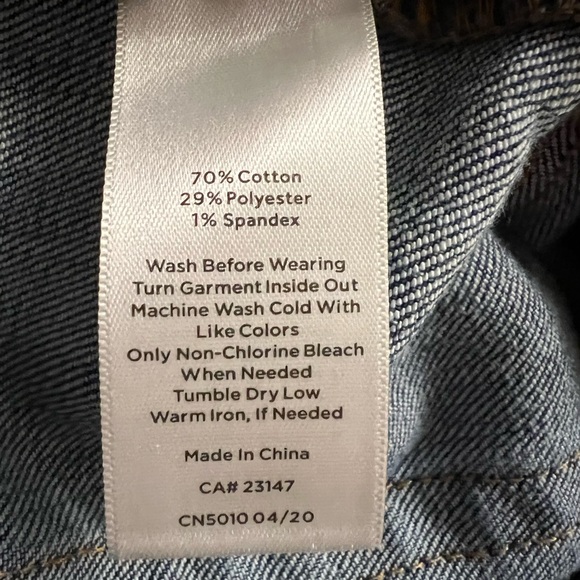 70% Cotton
29% Polyester
1% Spandex
Wash Before Wearing
Turn Garment Inside Out
Machine Wash Cold With
Like Colors
Only Non-Chlorine Bleach
When Needed
Tumble Dry Low
Warm Iron, If Needed
Made In China
CA# 23147
CN5010 04/20